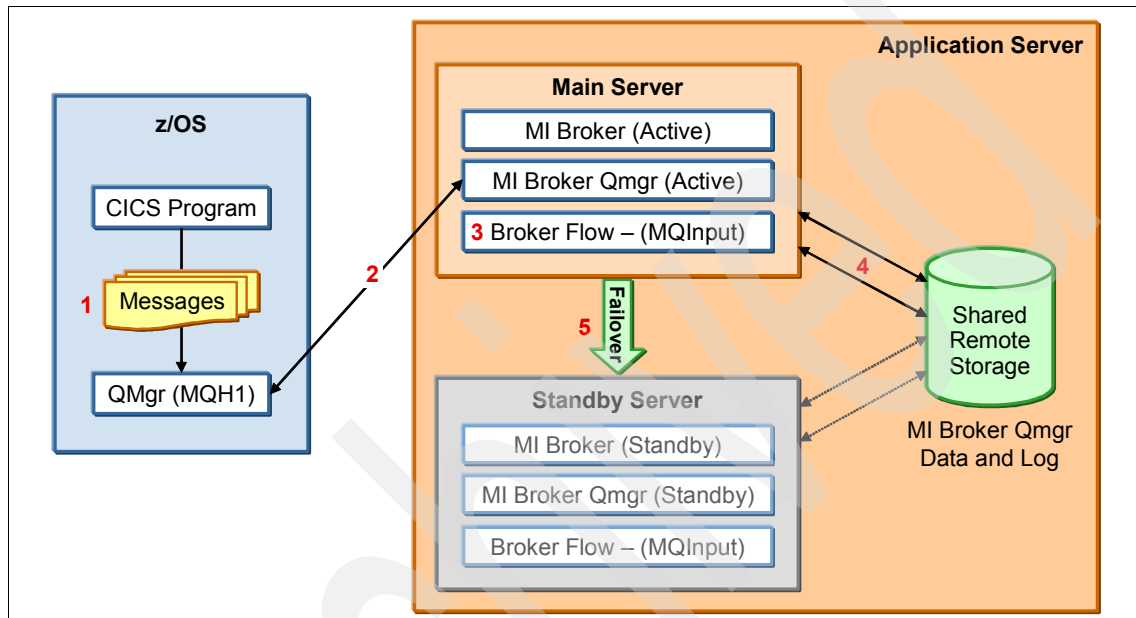 Application Server
z/OS
CICS Program
1
Messages
QMgr (MQH1)
2
Main Server
MI Broker (Active)
MI Broker Qmgr (Active)
3 Broker Flow – (MQInput)
4
5
Failover
Standby Server
MI Broker (Standby)
MI Broker Qmgr (Standby)
Broker Flow – (MQInput)
Shared
Remote
Storage
MI Broker Qmgr
Data and Log